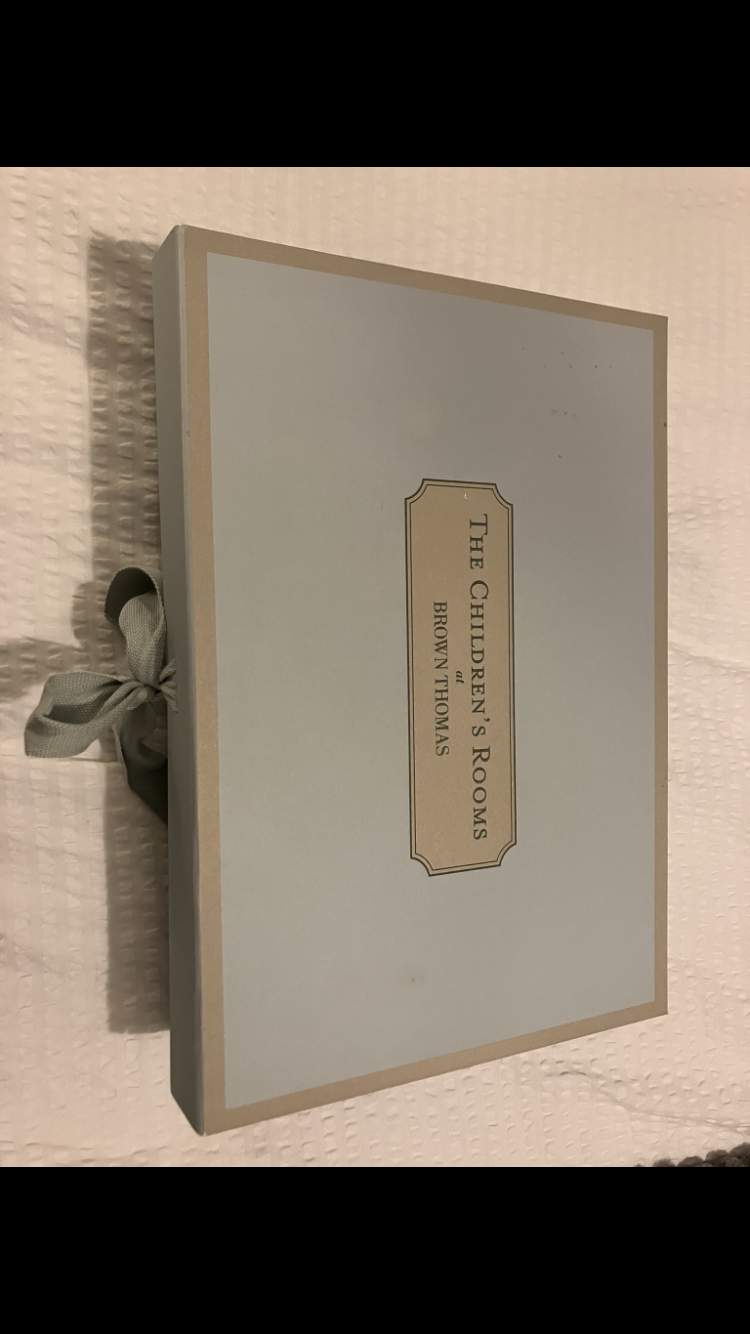 THE CHILDREN'S ROOMS
at
BROWN THOMAS